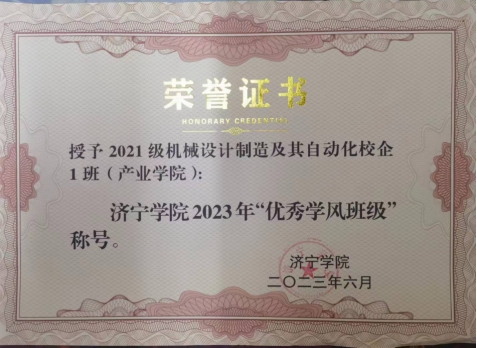 荣誉证书
HONORARY CREDENTIAL
授予 2021 级机械设计制造及其自动化校企
1 班（产业学院）：
济宁学院 2023 年“优秀学风班级”
称号。
济宁学院
二〇二三年六月